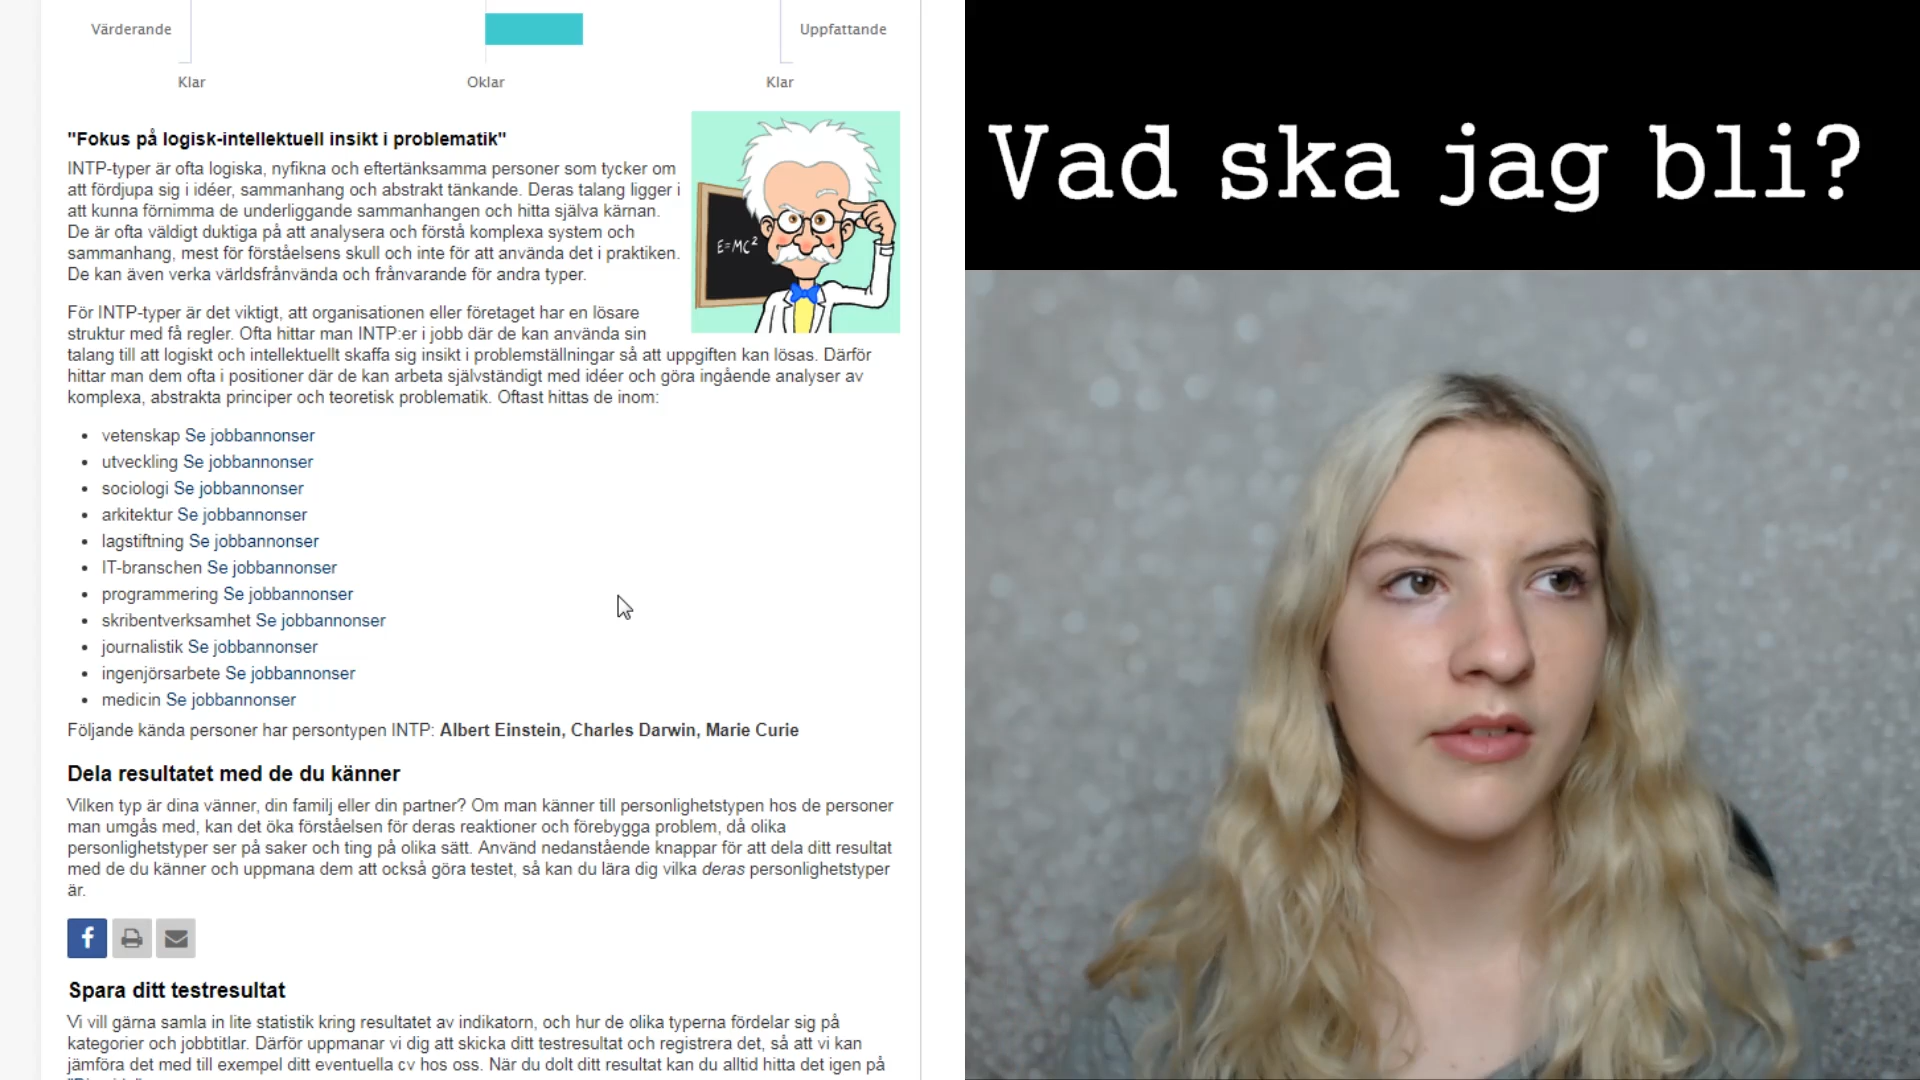 Värderande
Uppfattande
Klar
Oklar
Klar
"Fokus på logisk-intellektuell insikt i problematik"
INTP-typer är ofta logiska, nyfikna och eftertänksamma personer som tycker om
att fördjupa sig i idéer, sammanhang och abstrakt tänkande. Deras talang ligger i
att kunna förnimma de underliggande sammanhangen och hitta själva kärnan.
De är ofta väldigt duktiga på att analysera och förstå komplexa system och
sammanhang, mest för förståelsens skull och inte för att använda det i praktiken.
De kan även verka världsfrånvända och frånvarande för andra typer.
E=MC²
För INTP-typer är det viktigt, att organisationen eller företaget har en lösare
struktur med få regler. Ofta hittar man INTP:er i jobb där de kan använda sin
talang till att logiskt och intellektuellt skaffa sig insikt i problemställningar så att uppgiften kan lösas. Därför
hittar man dem ofta i positioner där de kan arbeta självständigt med idéer och göra ingående analyser av
komplexa, abstrakta principer och teoretisk problematik. Oftast hittas de inom:
vetenskap Se jobbannonser
utveckling Se jobbannonser
sociologi Se jobbannonser
arkitektur Se jobbannonser
lagstiftning Se jobbannonser
IT-branschen Se jobbannonser
programmering Se jobbannonser
skribentverksamhet Se jobbannonser
journalistik Se jobbannonser
ingenjörsarbete Se jobbannonser
medicin Se jobbannonser
Följande kända personer har persontypen INTP: Albert Einstein, Charles Darwin, Marie Curie
Dela resultatet med de du känner
Vilken typ är dina vänner, din familj eller din partner? Om man känner till personlighetstypen hos de personer
man umgås med, kan det öka förståelsen för deras reaktioner och förebygga problem, då olika
personlighetstyper ser på saker och ting på olika sätt. Använd nedanstående knappar för att dela ditt resultat
med de du känner och uppmana dem att också göra testet, så kan du lära dig vilka deras personlighetstyper
är.
f
Spara ditt testresultat
Vi vill gärna samla in lite statistik kring resultatet av indikatorn, och hur de olika typerna fördelar sig på
kategorier och jobbtitlar. Därför uppmanar vi dig att skicka ditt testresultat och registrera det, så att vi kan
jämföra det med till exempel ditt eventuella cv hos oss. När du dolt ditt resultat kan du alltid hitta det igen på
Vad ska jag bli?